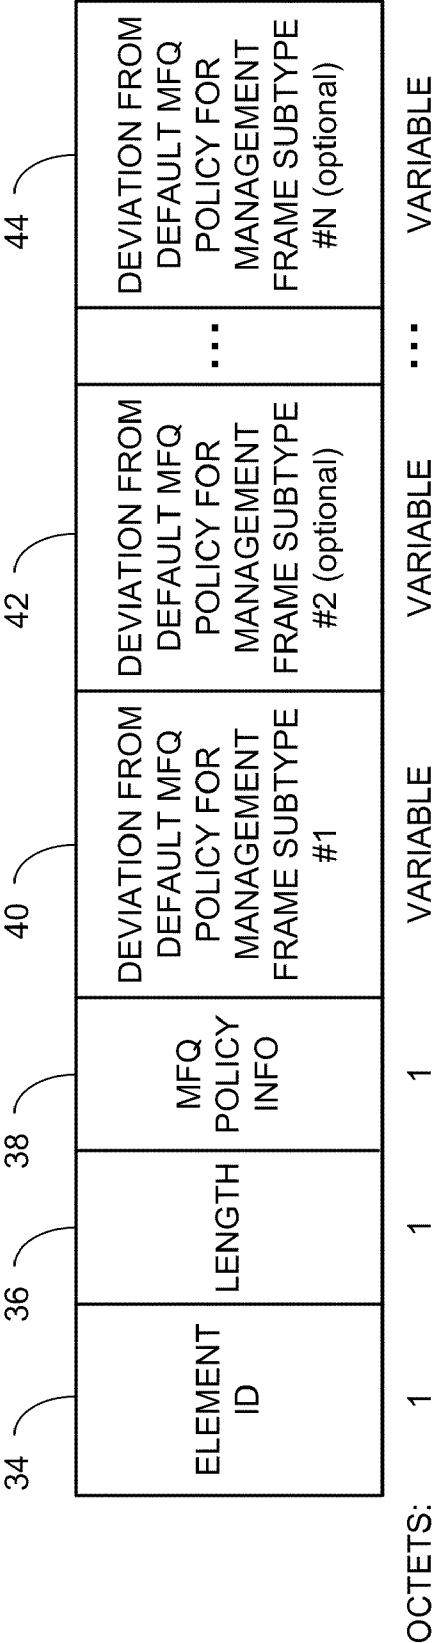 34
36
38
40
42
44
ELEMENT
ID
LENGTH
MFQ
POLICY
INFO
DEVIATION FROM
DEFAULT MFQ
POLICY FOR
MANAGEMENT
FRAME SUBTYPE
#1
DEVIATION FROM
DEFAULT MFQ
POLICY FOR
MANAGEMENT
FRAME SUBTYPE
#2 (optional)
...
DEVIATION FROM
DEFAULT MFQ
POLICY FOR
MANAGEMENT
FRAME SUBTYPE
#N (optional)
OCTETS:
1
1
1
VARIABLE
VARIABLE
...
VARIABLE